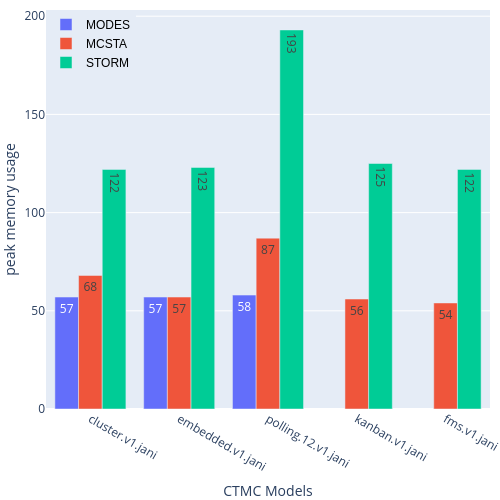 MODES
MCSTA
STORM
peak memory usage
200
150
100
50
0
57
68
122
57
57
123
58
87
193
56
125
54
122
cluster.v1.jani
embedded.v1.jani
polling.12.v1.jani
kanban.v1.jani
fms.v1.jani
CTMC Models